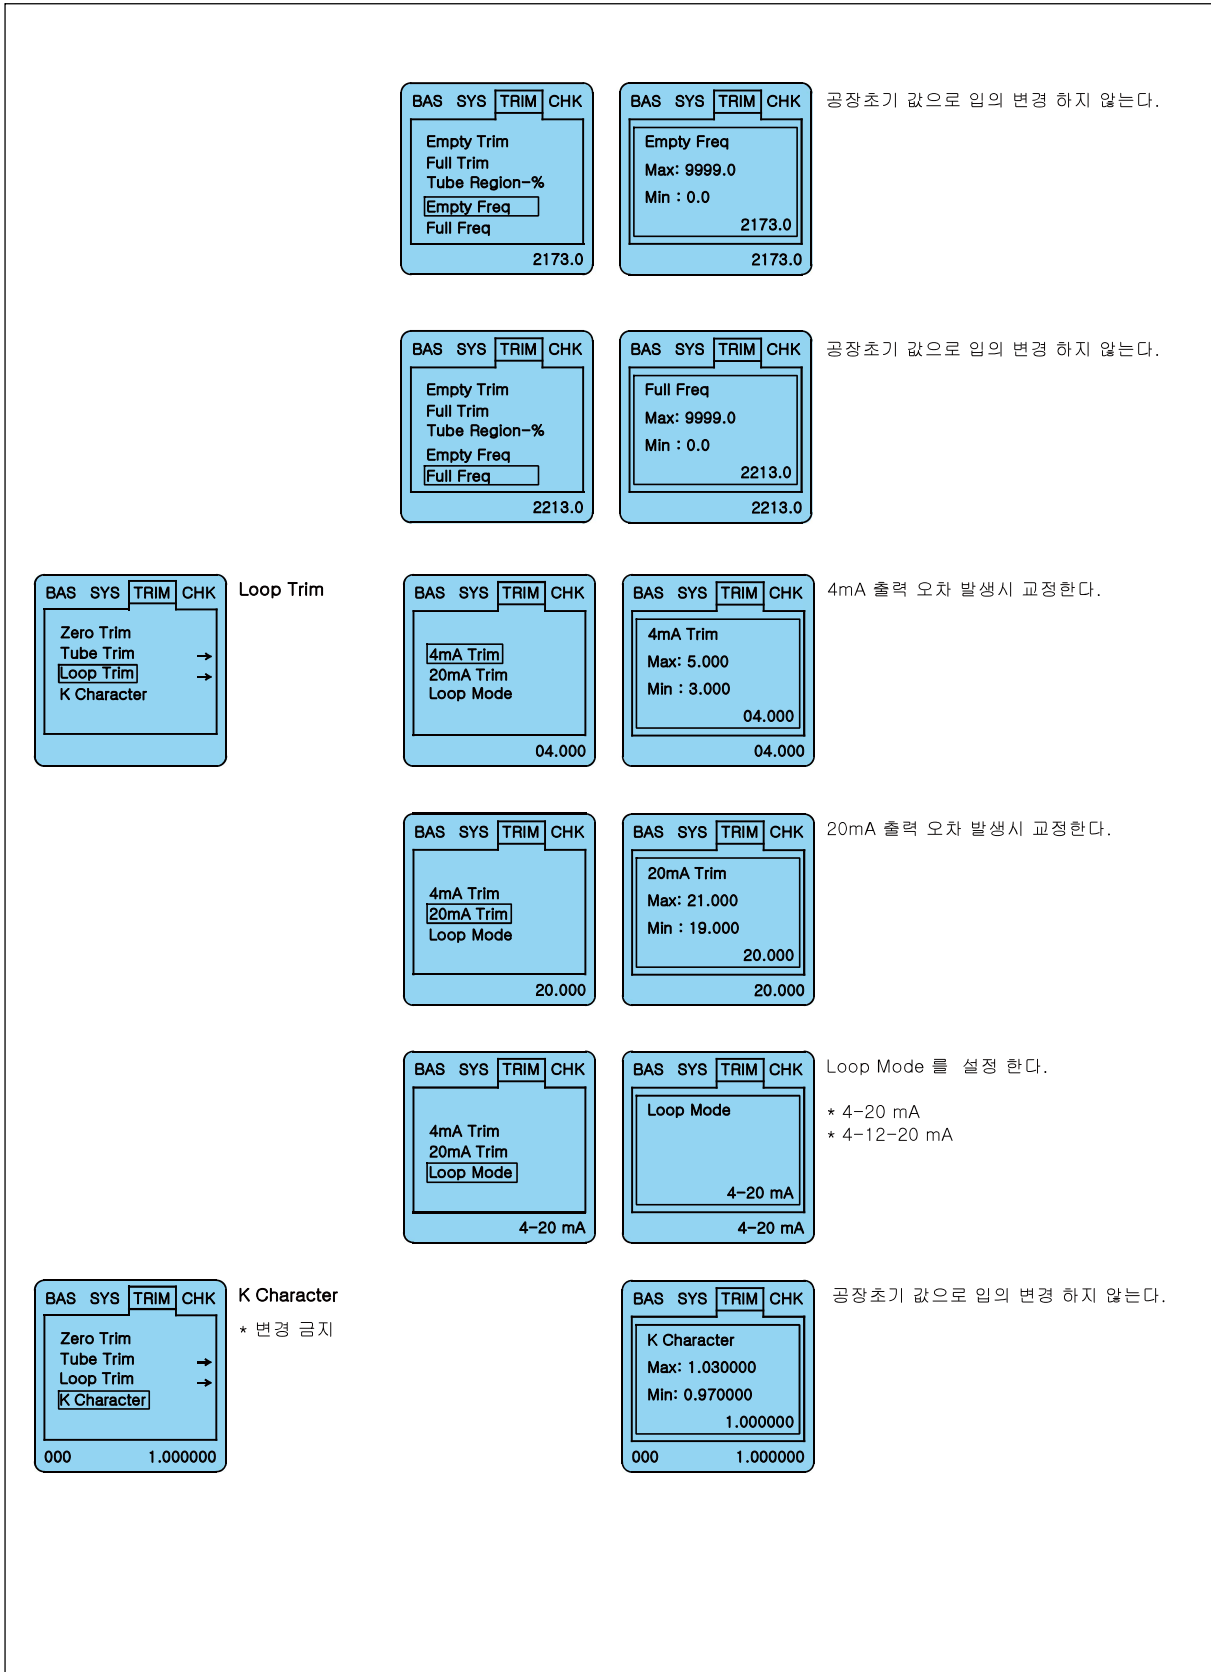 BAS SYS TRIM CHK
Empty Trim
Full Trim
Tube Region-%
Empty Freq
Full Freq
2173.0
BAS SYS TRIM CHK
Empty Freq
Max: 9999.0
Min : 0.0
2173.0
2173.0
공장초기 값으로 입의 변경 하지 않는다.
BAS SYS TRIM CHK
Empty Trim
Full Trim
Tube Region-%
Empty Freq
Full Freq
2213.0
BAS SYS TRIM CHK
Full Freq
Max: 9999.0
Min : 0.0
2213.0
2213.0
공장초기 값으로 입의 변경 하지 않는다.
BAS SYS TRIM CHK
Zero Trim
Tube Trim →
Loop Trim →
K Character
Loop Trim
BAS SYS TRIM CHK
4mA Trim
20mA Trim
Loop Mode
04.000
BAS SYS TRIM CHK
4mA Trim
Max: 5.000
Min : 3.000
04.000
04.000
4mA 출력 오차 발생시 교정한다.
BAS SYS TRIM CHK
4mA Trim
20mA Trim
Loop Mode
20.000
BAS SYS TRIM CHK
20mA Trim
Max: 21.000
Min : 19.000
20.000
20.000
20mA 출력 오차 발생시 교정한다.
BAS SYS TRIM CHK
4mA Trim
20mA Trim
Loop Mode
4-20 mA
BAS SYS TRIM CHK
Loop Mode
4-20 mA
4-20 mA
Loop Mode 를 설정 한다.
* 4-20 mA
* 4-12-20 mA
BAS SYS TRIM CHK
Zero Trim
Tube Trim →
Loop Trim →
K Character
000 1.000000
K Character
* 변경 금지
BAS SYS TRIM CHK
K Character
Max: 1.030000
Min: 0.970000
1.000000
000 1.000000
공장초기 값으로 입의 변경 하지 않는다.